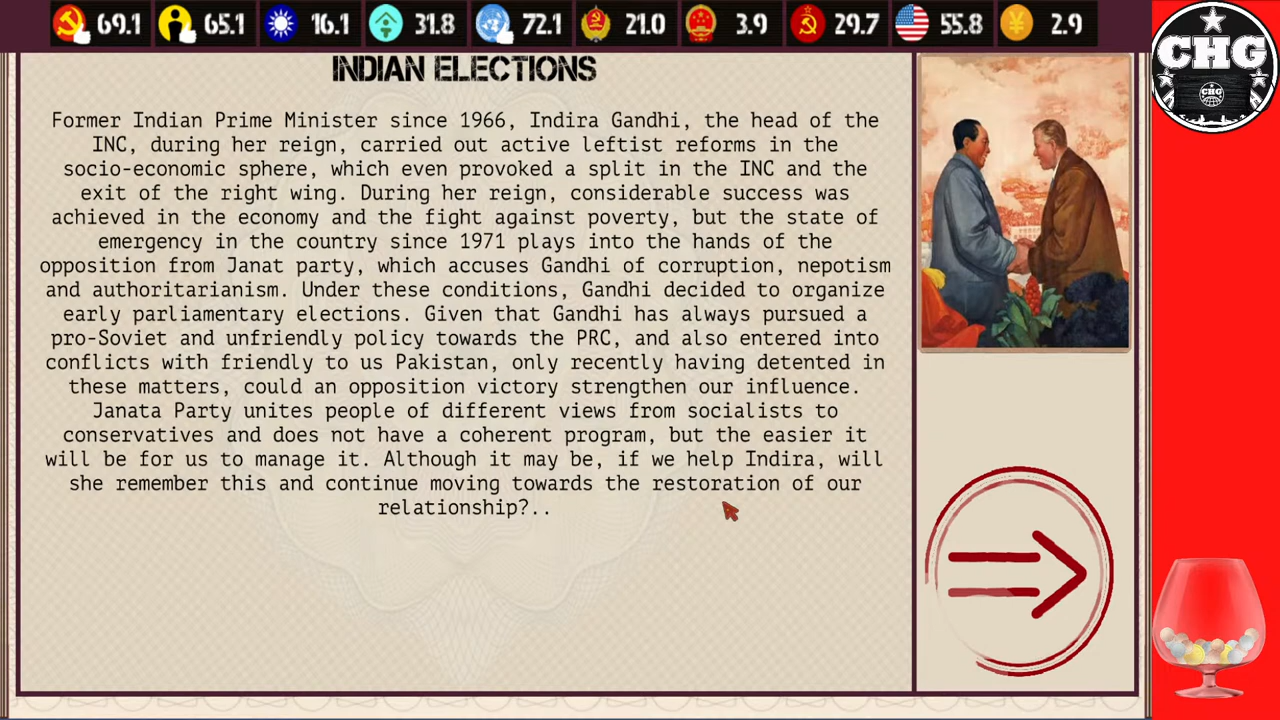 69.1 65.1 16.1 31.8 72.1 21.0 3.9 29.7 55.8 2.9
CHG
CHG
INDIAN ELECTIONS
Former Indian Prime Minister since 1966, Indira Gandhi, the head of the
INC, during her reign, carried out active leftist reforms in the
socio-economic sphere, which even provoked a split in the INC and the
exit of the right wing. During her reign, considerable success was
achieved in the economy and the fight against poverty, but the state of
emergency in the country since 1971 plays into the hands of the
opposition from Janat party, which accuses Gandhi of corruption, nepotism
and authoritarianism. Under these conditions, Gandhi decided to organize
early parliamentary elections. Given that Gandhi has always pursued a
pro-Soviet and unfriendly policy towards the PRC, and also entered into
conflicts with friendly to us Pakistan, only recently having detented in
these matters, could an opposition victory strengthen our influence.
Janata Party unites people of different views from socialists to
conservatives and does not have a coherent program, but the easier it
will be for us to manage it. Although it may be, if we help Indira, will
she remember this and continue moving towards the restoration of our
relationship?..